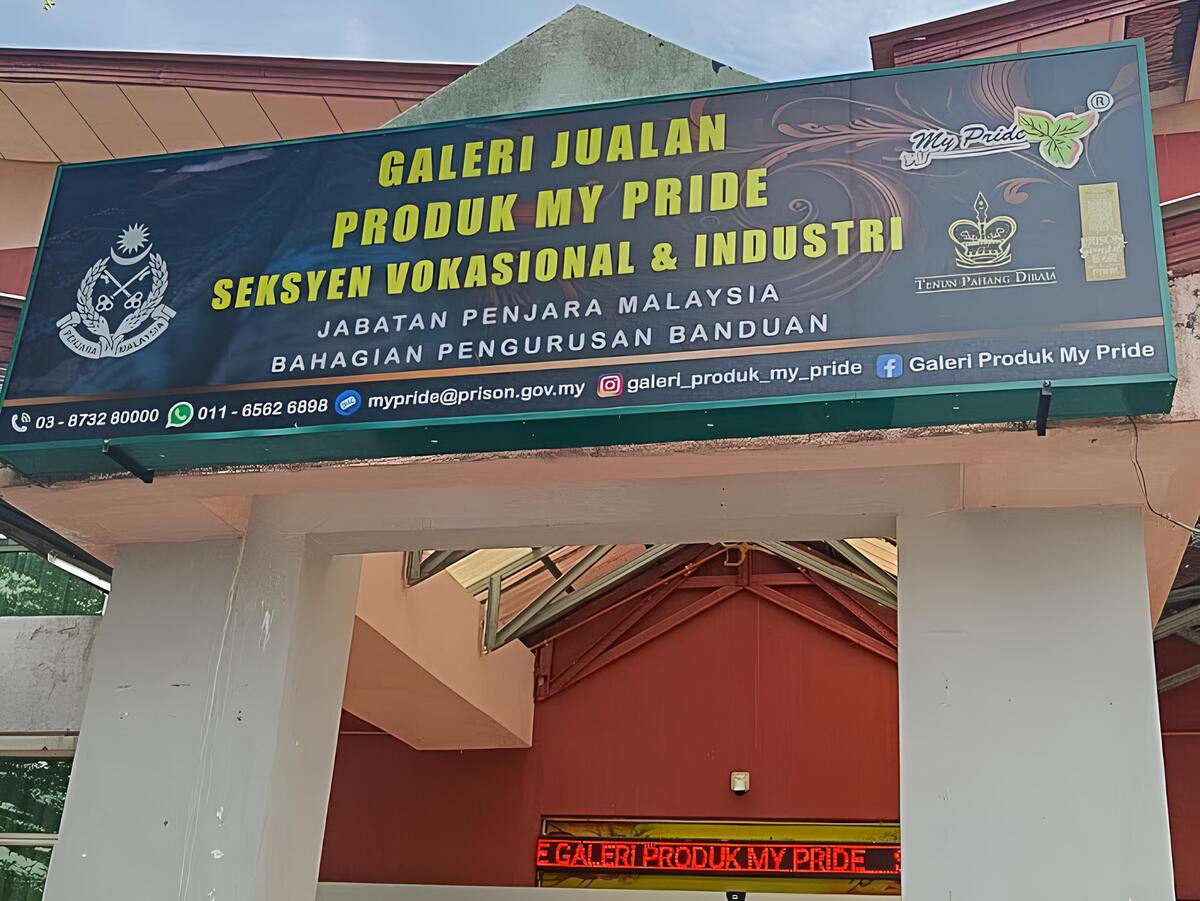 GALERI JUALAN
PRODUK MY PRIDE
SEKSYEN VOKASIONAL & INDUSTRI
JABATAN PENJARA MALAYSIA
BAHAGIAN PENGURUSAN BANDUAN
PENJARA MALAYSIA
My Pride ®
TENUN PAHANG DIRAJA
PRISON
03 - 8732 80000 011 - 6562 6898 mypride@prison.gov.my galeri_produk_my_pride Galeri Produk My Pride
E GALERI PRODUK MY PRIDE